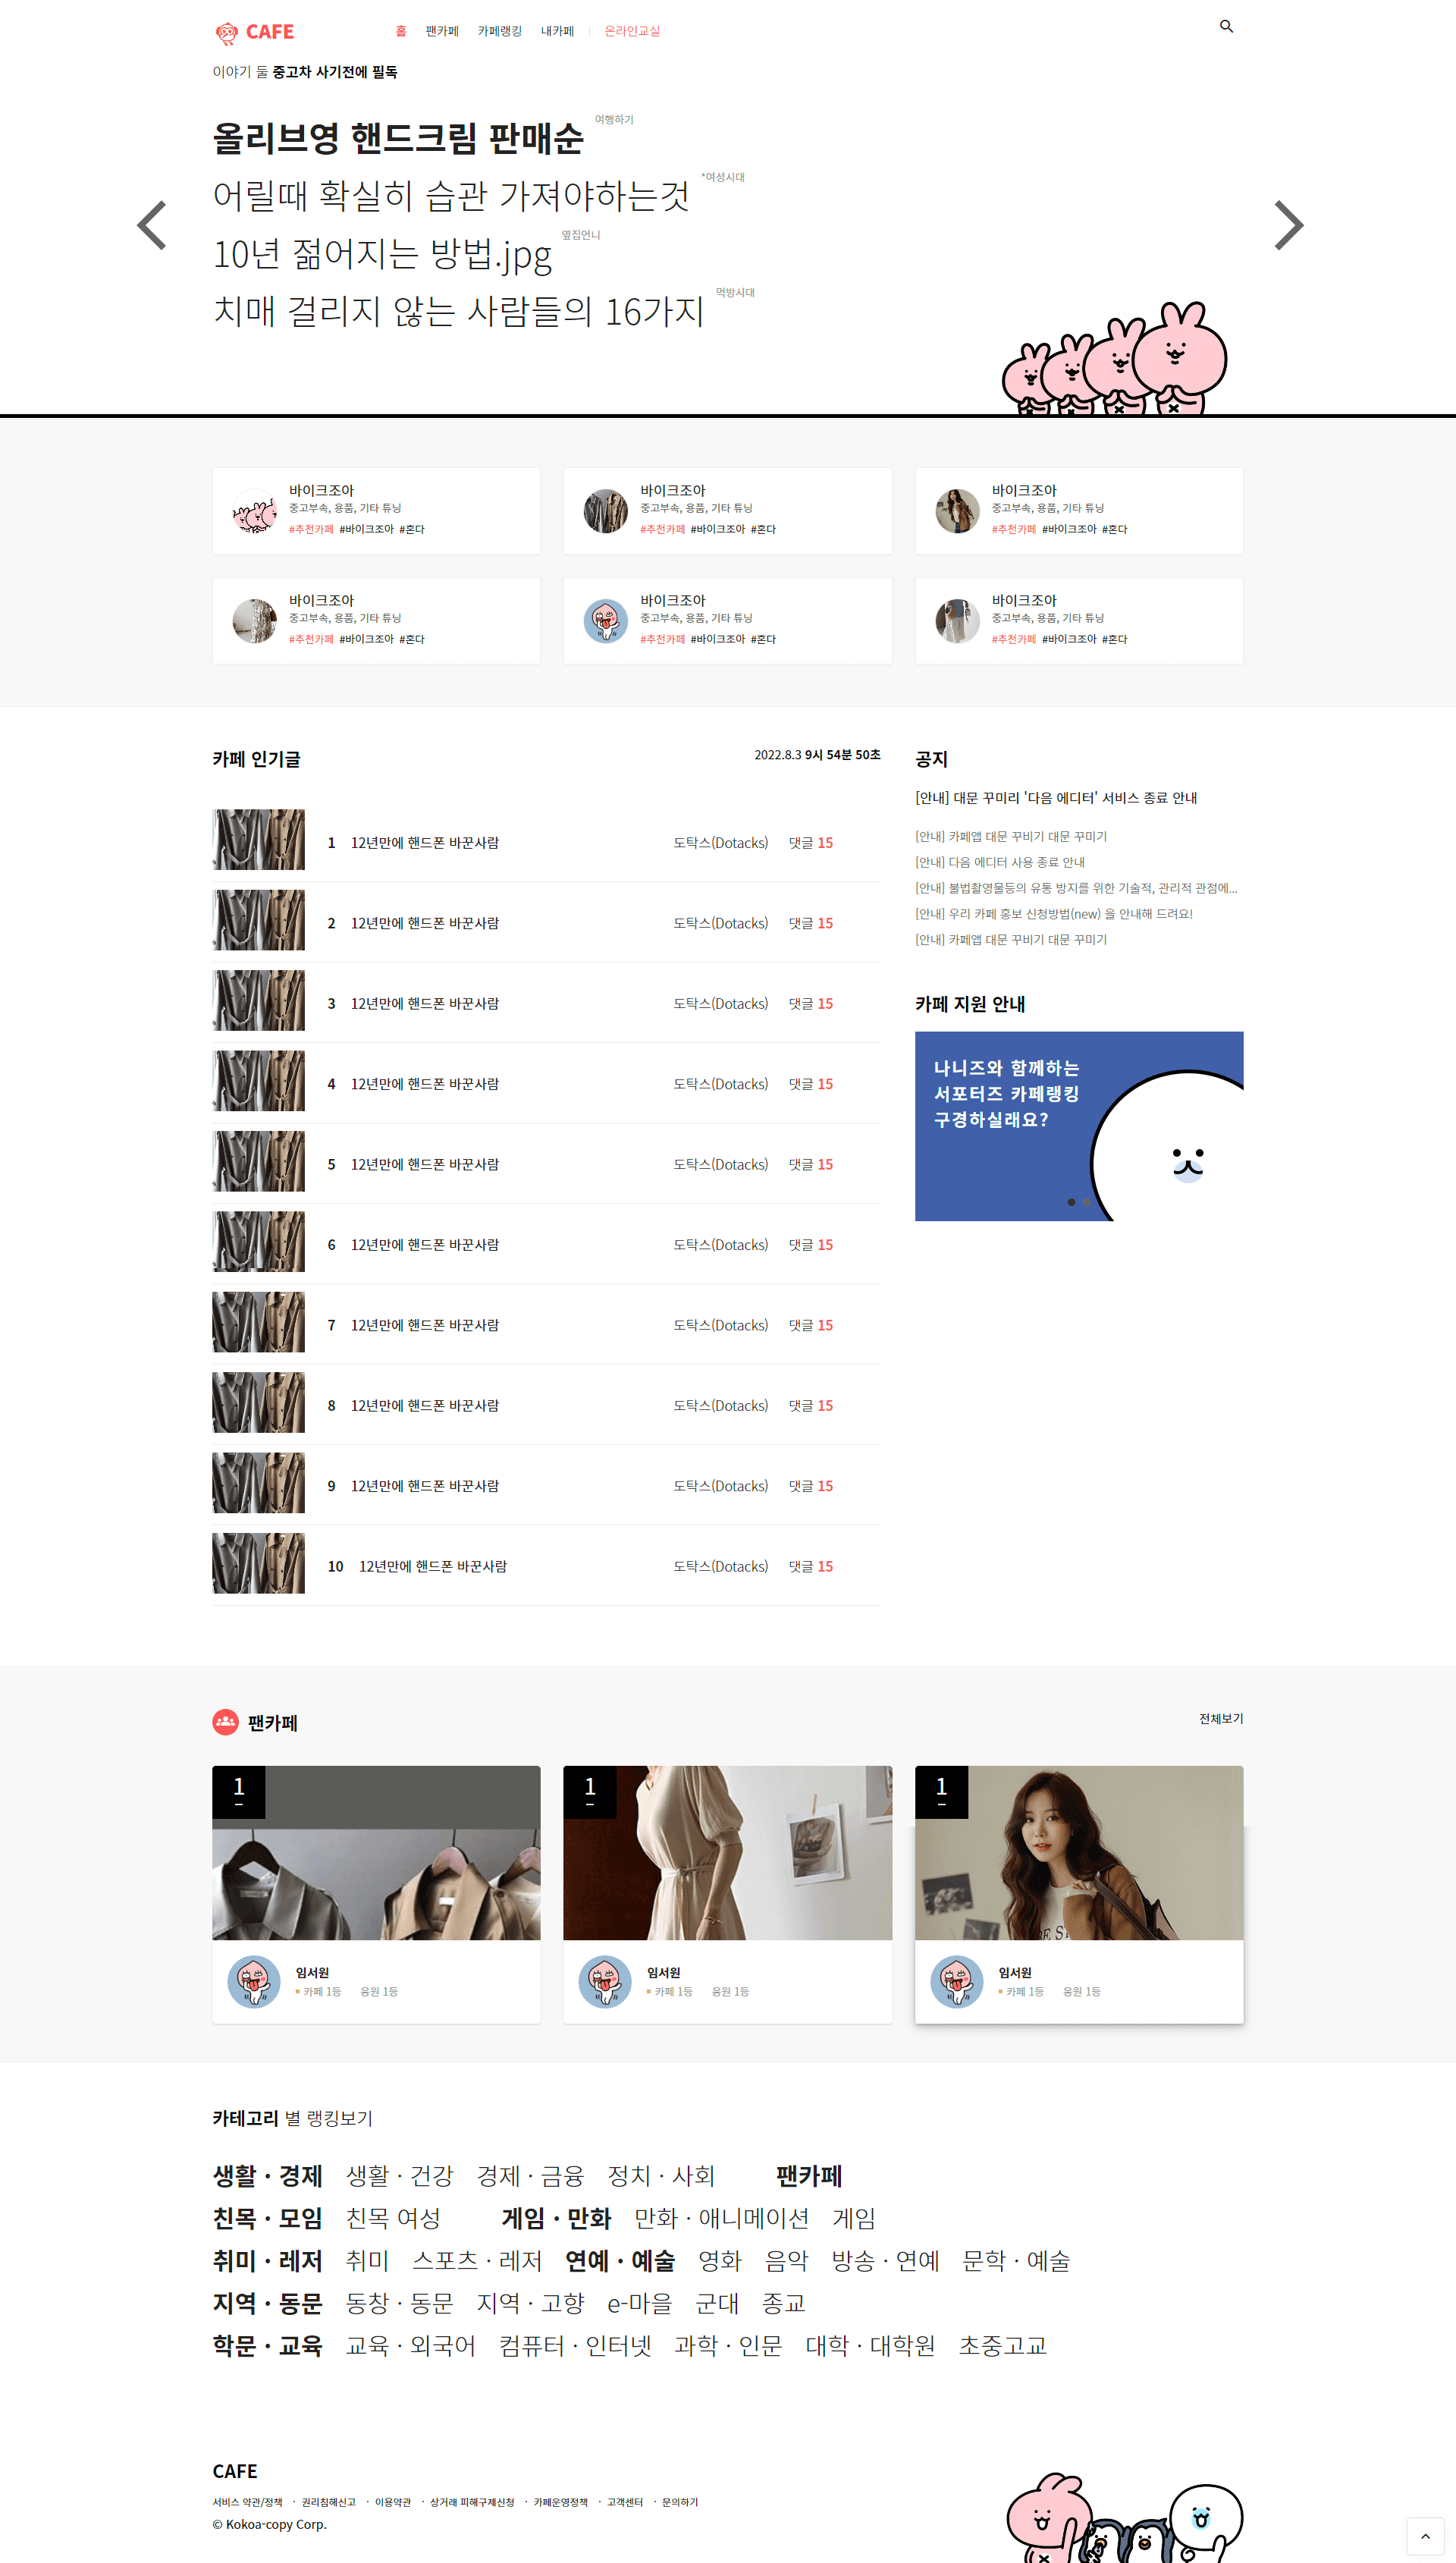 CAFE 홈 팬카페 카페랭킹 내카페 온라인교실
이야기 둘 중고차 사기전에 필독
올리브영 핸드크림 판매순 여행하기
어릴때 확실히 습관 가져야하는것 *여성시대
10년 젊어지는 방법.jpg 옆집언니
치매 걸리지 않는 사람들의 16가지 먹방시대
바이크조아
중고부속, 용품, 기타 튜닝
#추천카페 #바이크조아 #혼다
바이크조아
중고부속, 용품, 기타 튜닝
#추천카페 #바이크조아 #혼다
바이크조아
중고부속, 용품, 기타 튜닝
#추천카페 #바이크조아 #혼다
바이크조아
중고부속, 용품, 기타 튜닝
#추천카페 #바이크조아 #혼다
바이크조아
중고부속, 용품, 기타 튜닝
#추천카페 #바이크조아 #혼다
바이크조아
중고부속, 용품, 기타 튜닝
#추천카페 #바이크조아 #혼다
카페 인기글 2022.8.3 9시 54분 50초
1 12년만에 핸드폰 바꾼사람 도탁스(Dotacks) 댓글 15
2 12년만에 핸드폰 바꾼사람 도탁스(Dotacks) 댓글 15
3 12년만에 핸드폰 바꾼사람 도탁스(Dotacks) 댓글 15
4 12년만에 핸드폰 바꾼사람 도탁스(Dotacks) 댓글 15
5 12년만에 핸드폰 바꾼사람 도탁스(Dotacks) 댓글 15
6 12년만에 핸드폰 바꾼사람 도탁스(Dotacks) 댓글 15
7 12년만에 핸드폰 바꾼사람 도탁스(Dotacks) 댓글 15
8 12년만에 핸드폰 바꾼사람 도탁스(Dotacks) 댓글 15
9 12년만에 핸드폰 바꾼사람 도탁스(Dotacks) 댓글 15
10 12년만에 핸드폰 바꾼사람 도탁스(Dotacks) 댓글 15
공지
[안내] 대문 꾸미리 '다음 에디터' 서비스 종료 안내
[안내] 카페앱 대문 꾸비기 대문 꾸미기
[안내] 다음 에디터 사용 종료 안내
[안내] 불법촬영물등의 유통 방지를 위한 기술적, 관리적 관점에...
[안내] 우리 카페 홍보 신청방법(new) 을 안내해 드려요!
[안내] 카페앱 대문 꾸비기 대문 꾸미기
카페 지원 안내
나니즈와 함께하는
서포터즈 카페랭킹
구경하실래요?
팬카페 전체보기
1
임서원
카페 1등 응원 1등
1
임서원
카페 1등 응원 1등
1
임서원
카페 1등 응원 1등
카테고리 별 랭킹보기
생활 · 경제 생활 · 건강 경제 · 금융 정치 · 사회 팬카페
친목 · 모임 친목 여성 게임 · 만화 만화 · 애니메이션 게임
취미 · 레저 취미 스포츠 · 레저 연예 · 예술 영화 음악 방송 · 연예 문학 · 예술
지역 · 동문 동창 · 동문 지역 · 고향 e-마을 군대 종교
학문 · 교육 교육 · 외국어 컴퓨터 · 인터넷 과학 · 인문 대학 · 대학원 초중고교
CAFE
서비스 약관/정책 · 권리침해신고 · 이용약관 · 상거래 피해구제신청 · 카페운영정책 · 고객센터 · 문의하기
© Kokoa-copy Corp.